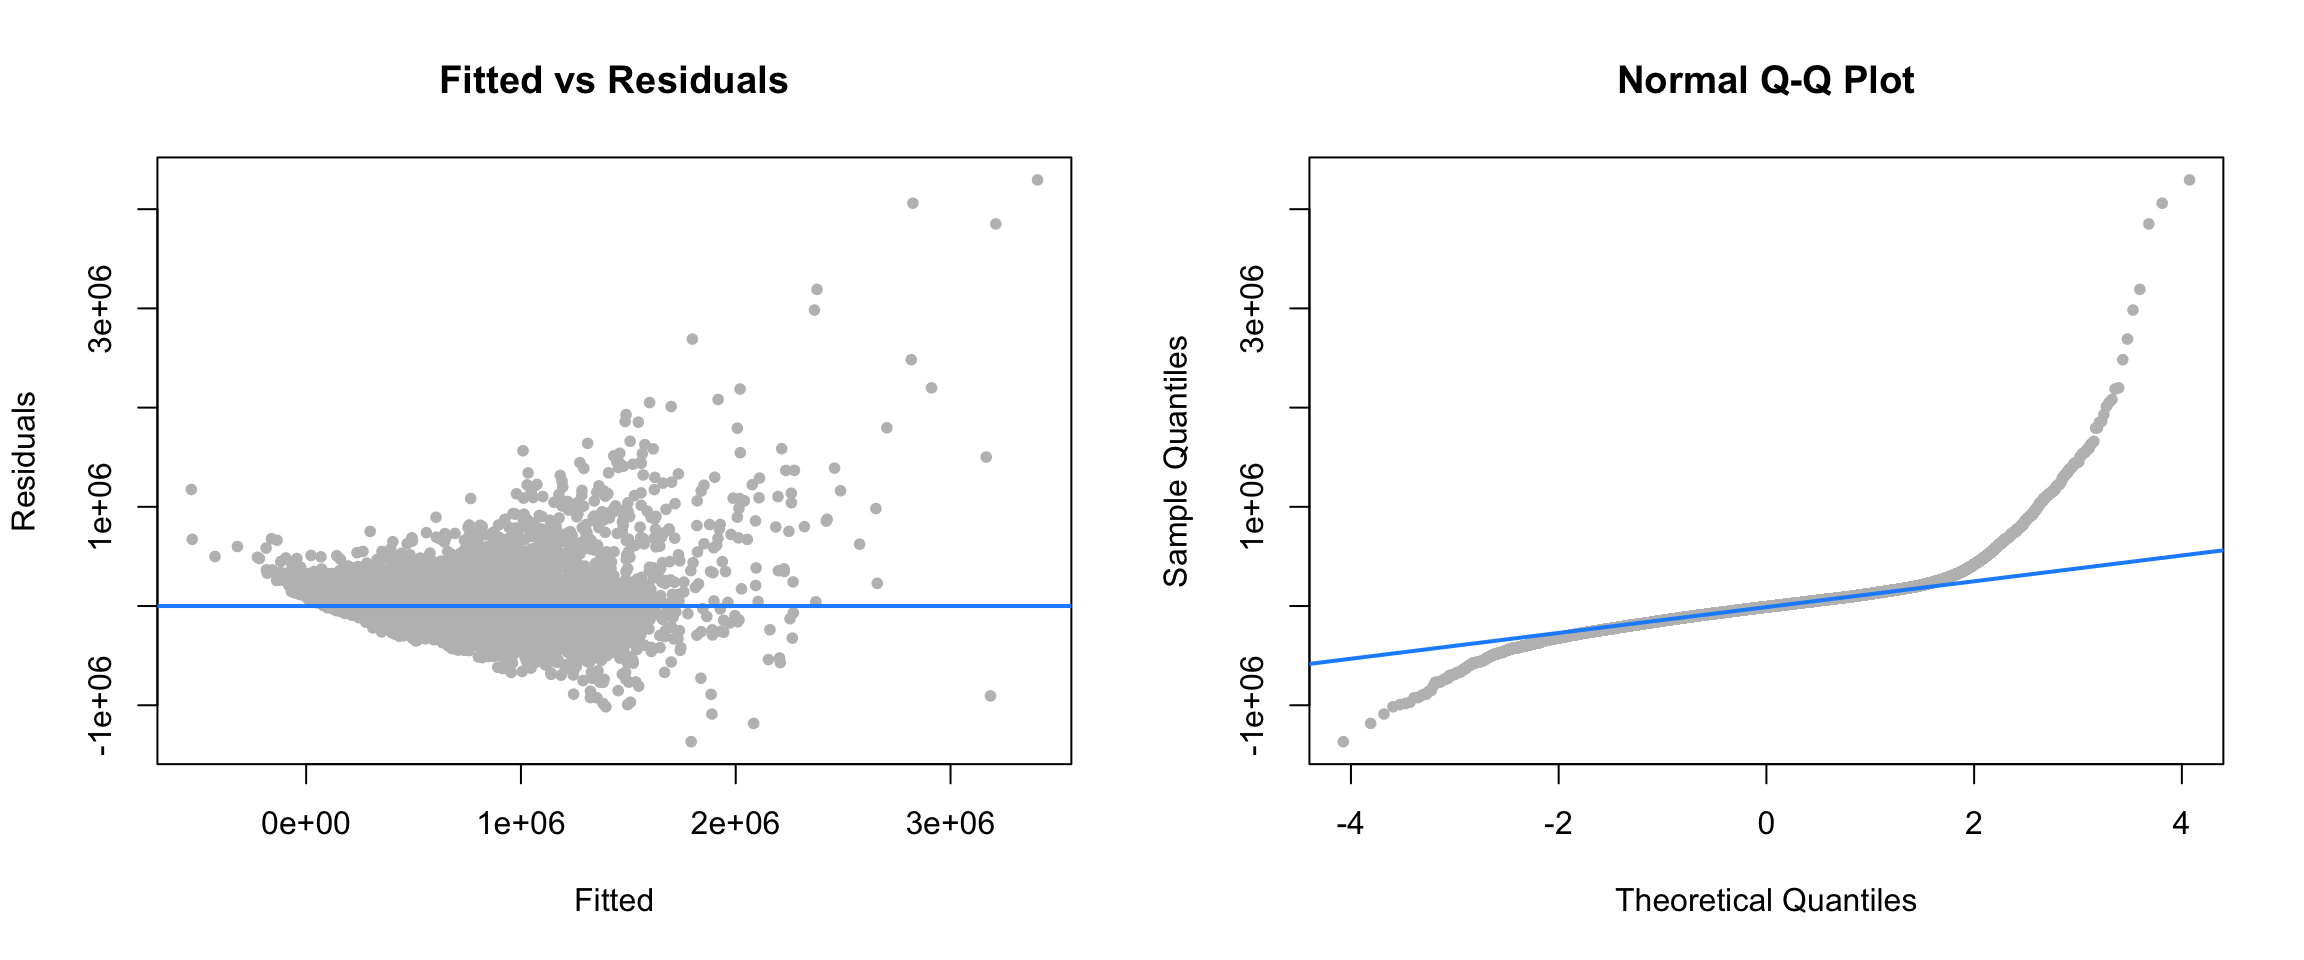 Fitted vs Residuals
Residuals
3e+06
1e+06
-1e+06
0e+00 1e+06 2e+06 3e+06
Fitted
Normal Q-Q Plot
Sample Quantiles
3e+06
1e+06
-1e+06
-4 -2 0 2 4
Theoretical Quantiles